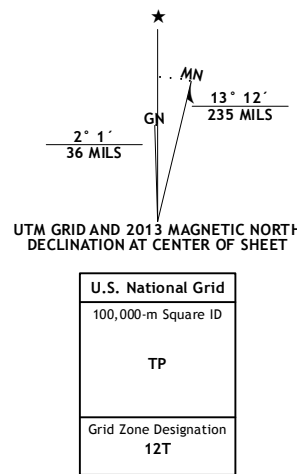 ★
MN
GN
13° 12´
235 MILS
2° 1´
36 MILS
UTM GRID AND 2013 MAGNETIC NORTH
DECLINATION AT CENTER OF SHEET
U.S. National Grid
100,000-m Square ID
TP
Grid Zone Designation
12T